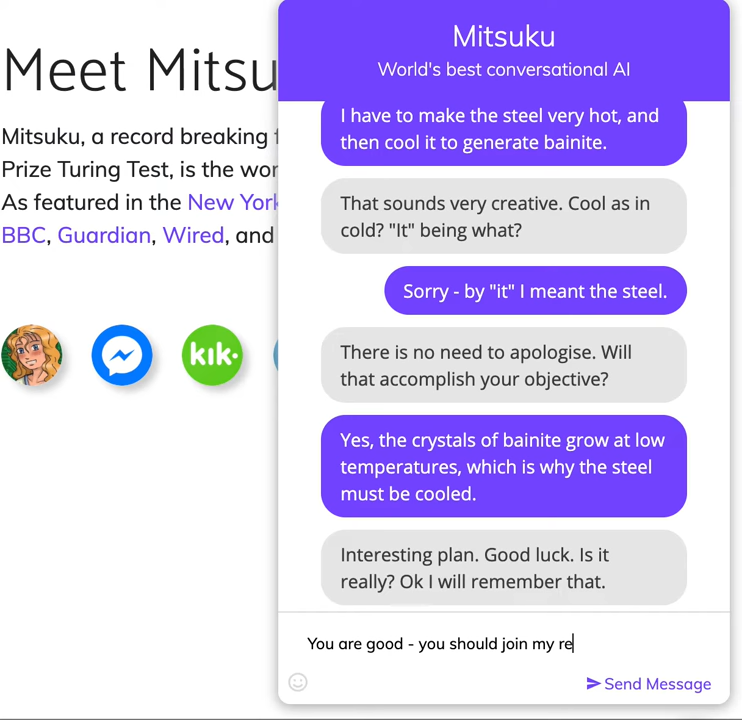 Meet Mitsu
Mitsuku, a record breaking
Prize Turing Test, is the wor
As featured in the New York
BBC, Guardian, Wired, and
kik.
Mitsuku
World's best conversational AI
I have to make the steel very hot, and
then cool it to generate bainite.
That sounds very creative. Cool as in
cold? "It" being what?
Sorry - by "it" I meant the steel.
There is no need to apologise. Will
that accomplish your objective?
Yes, the crystals of bainite grow at low
temperatures, which is why the steel
must be cooled.
Interesting plan. Good luck. Is it
really? Ok I will remember that.
You are good - you should join my re
Send Message